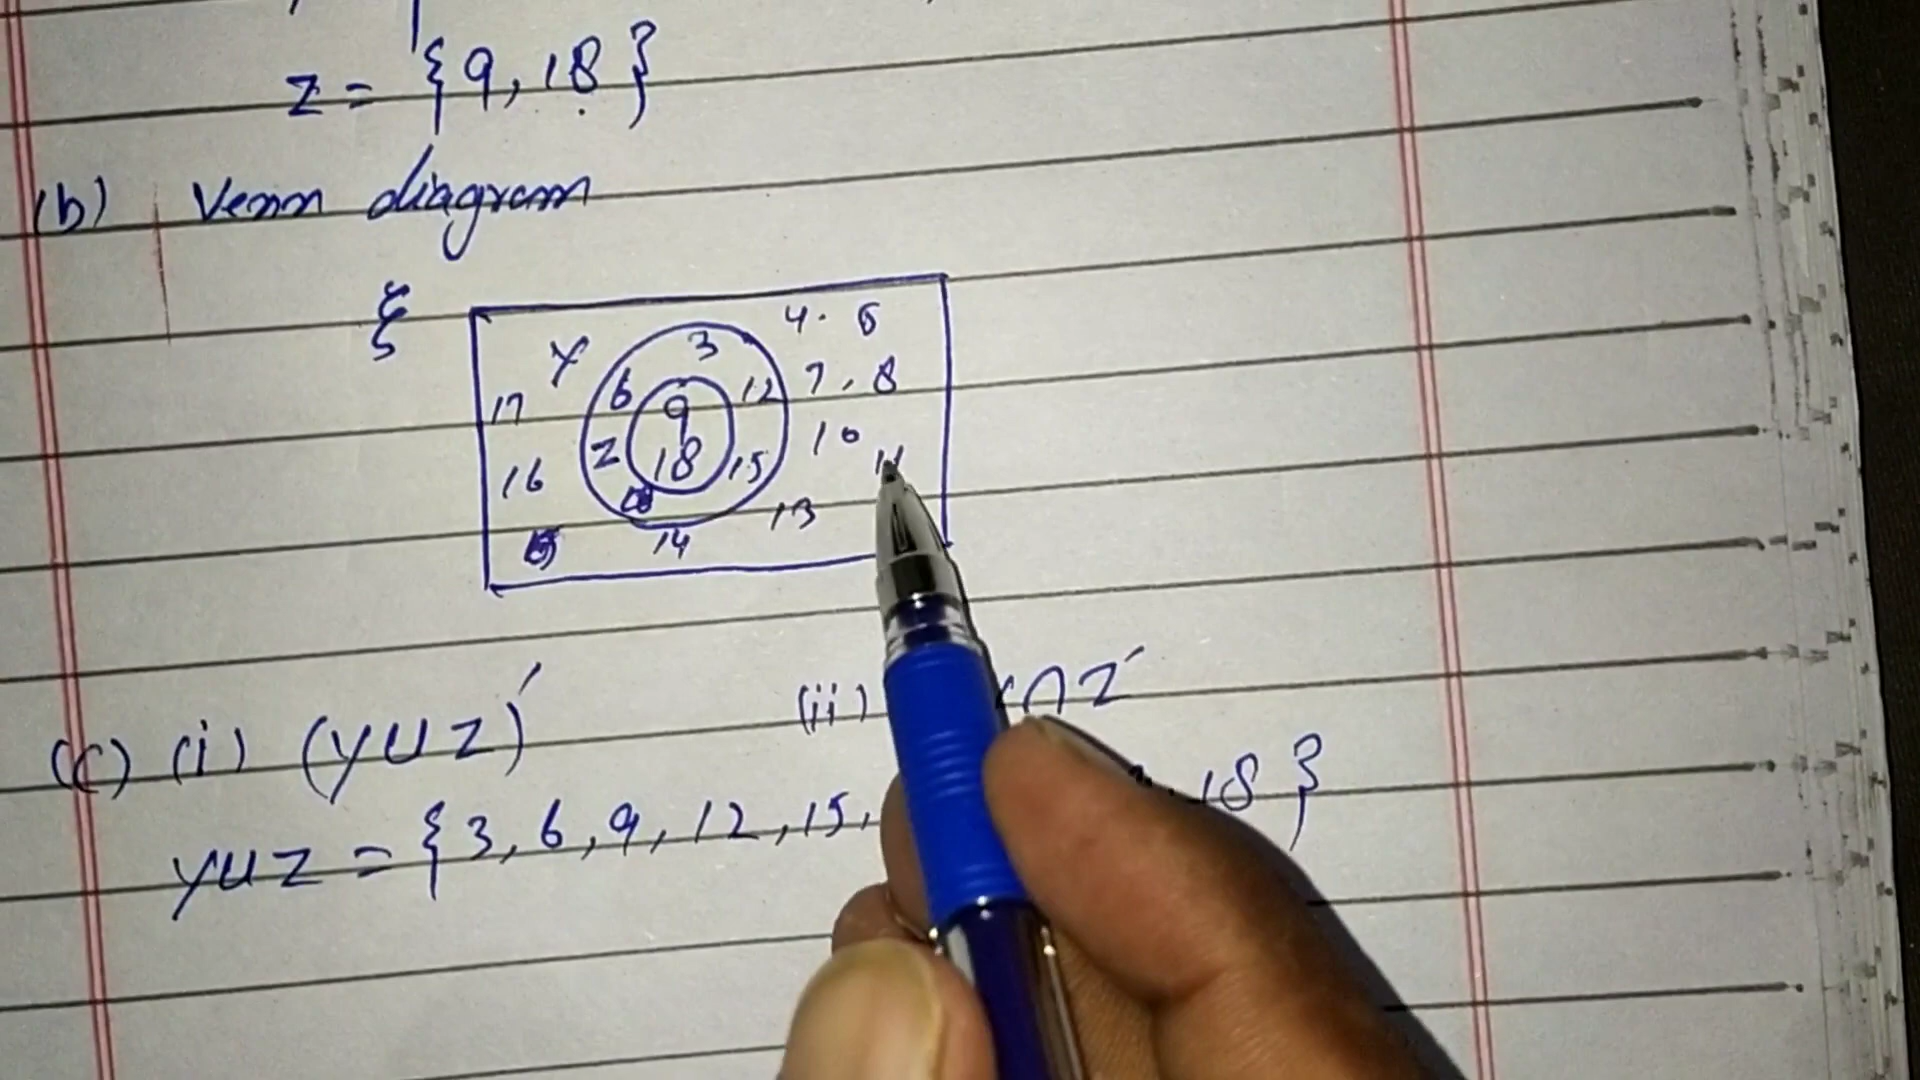 z = {9, 18}
(b) Venn diagram
ξ
4. 5
Y 3
7, 8
6 12
17 9
10
Z 18 15 11
16
13
14
(c) (i) (YUZ)′ (ii) ∩Z′
YUZ = {3, 6, 9, 12, 15, 18}